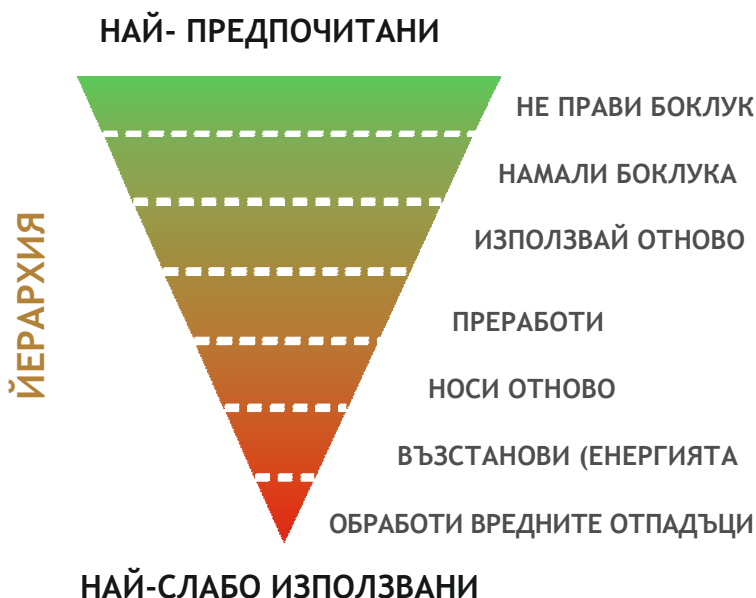 НАЙ- ПРЕДПОЧИТАНИ
НЕ ПРАВИ БОКЛУК
НАМАЛИ БОКЛУКА
ИЗПОЛЗВАЙ ОТНОВО
ЙЕРАРХИЯ
ПРЕРАБОТИ
НОСИ ОТНОВО
ВЪЗСТАНОВИ (ЕНЕРГИЯТА
ОБРАБОТИ ВРЕДНИТЕ ОТПАДЪЦИ
НАЙ-СЛАБО ИЗПОЛЗВАНИ